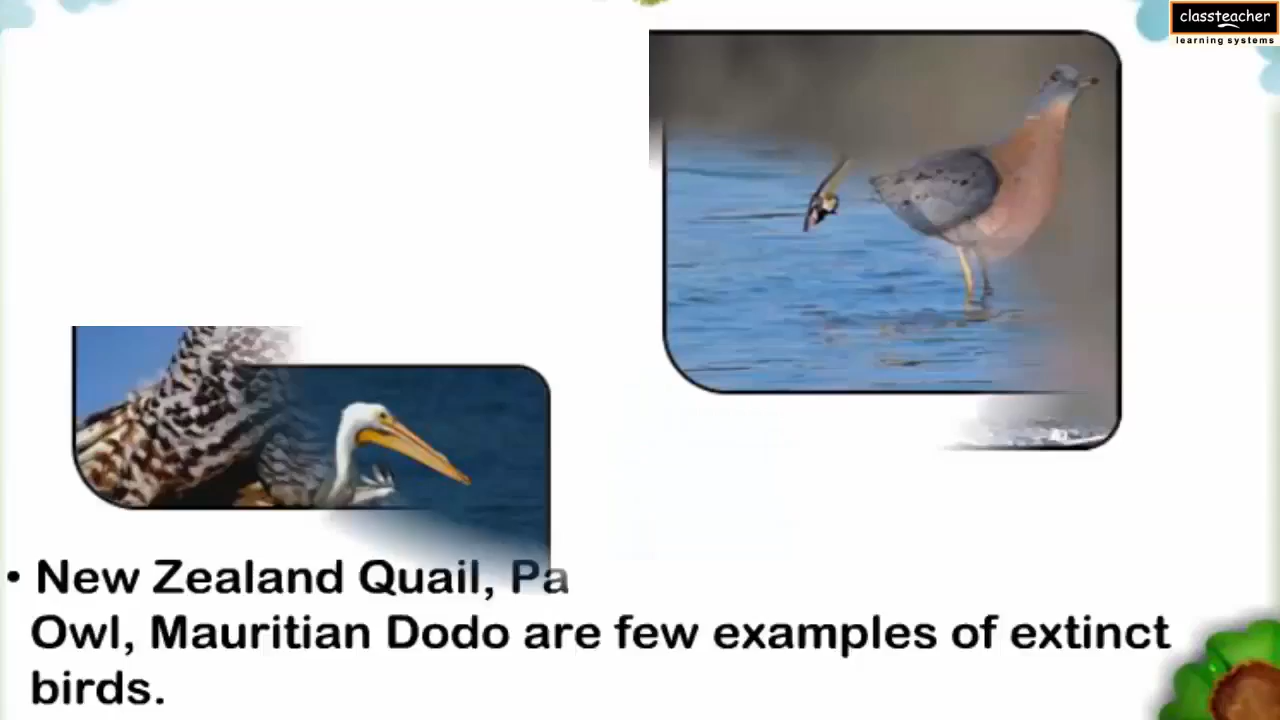 classteacher
learning systems
• New Zealand Quail, Pa
Owl, Mauritian Dodo are few examples of extinct
birds.